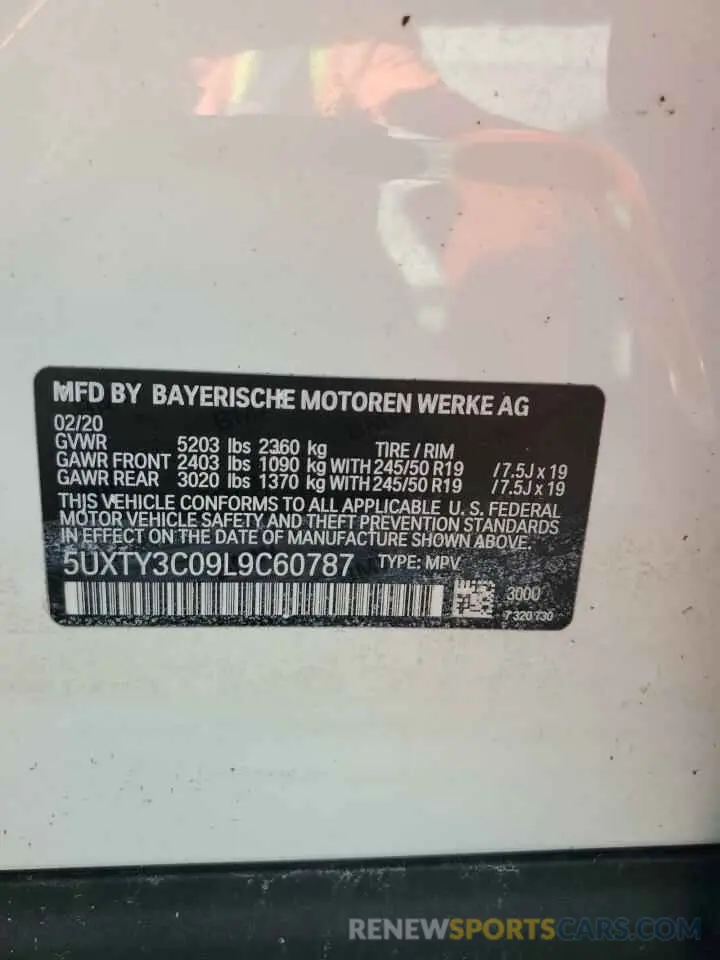 MFD BY BAYERISCHE MOTOREN WERKE AG
02/20
GVWR 5203 lbs 2360 kg TIRE / RIM
GAWR FRONT 2403 lbs 1090 kg WITH 245/50 R19 /7.5J x 19
GAWR REAR 3020 lbs 1370 kg WITH 245/50 R19 /7.5J x 19
THIS VEHICLE CONFORMS TO ALL APPLICABLE U. S. FEDERAL
MOTOR VEHICLE SAFETY AND THEFT PREVENTION STANDARDS
IN EFFECT ON THE DATE OF MANUFACTURE SHOWN ABOVE.
5UXTY3C09L9C60787 TYPE: MPV
3000
7 320 730
RENEWSPORTSCARS.COM